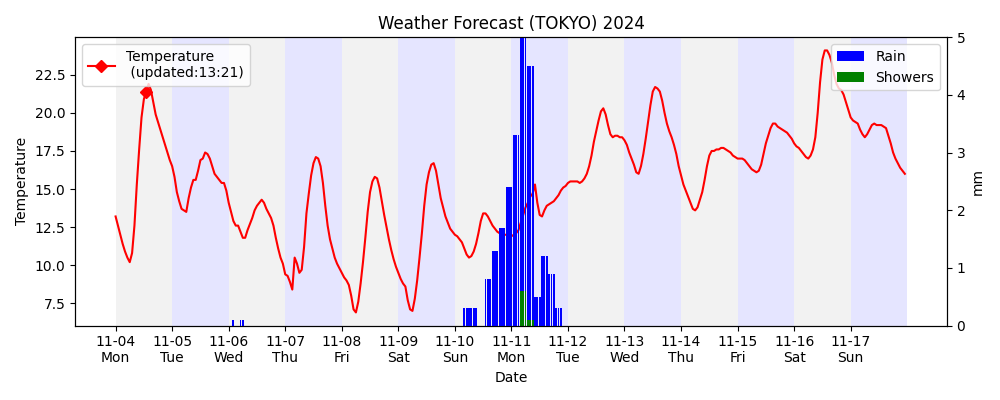 Weather Forecast (TOKYO) 2024
Temperature
(updated:13:21)
Rain
Showers
Temperature
22.5
20.0
17.5
15.0
12.5
10.0
7.5
5
4
3
2
1
0
mm
11-04 11-05 11-06 11-07 11-08 11-09 11-10 11-11 11-12 11-13 11-14 11-15 11-16 11-17
Mon Tue Wed Thu Fri Sat Sun Mon Tue Wed Thu Fri Sat Sun
Date